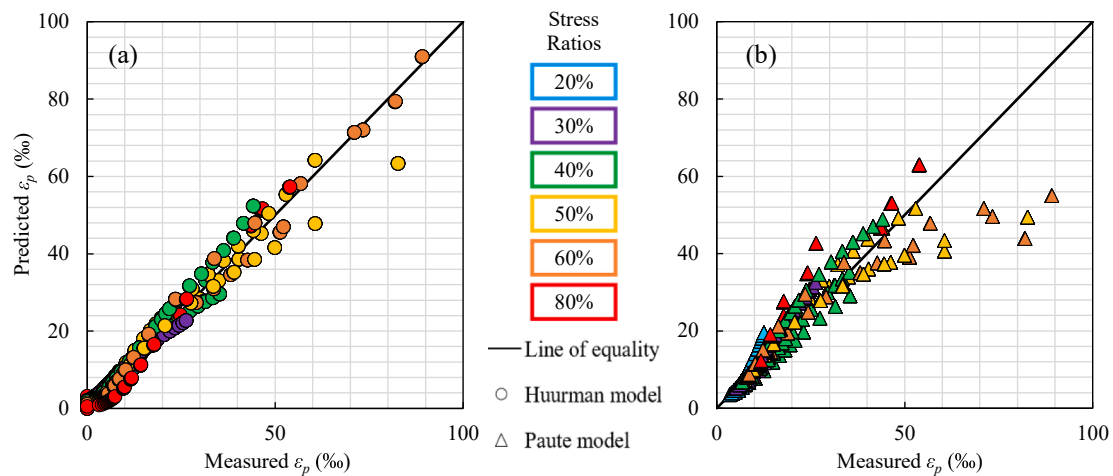 100
80
60
40
20
0
Predicted εp (‰)
(a)
0
50
100
Measured εp (‰)
Stress
Ratios
20%
30%
40%
50%
60%
80%
Line of equality
Huurman model
Paute model
100
80
60
40
20
0
(b)
0
50
100
Measured εp (‰)